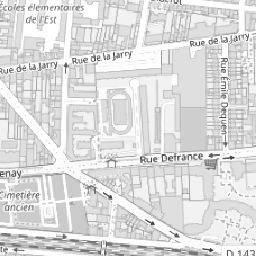 Écoles élémentaires
de l'Est
Rue de la Jarry
Rue de la Jarry
Rue de la Jarry
Rue Émile Dequen
Rue Defrance
enay
Cimetière
ancien
D 143